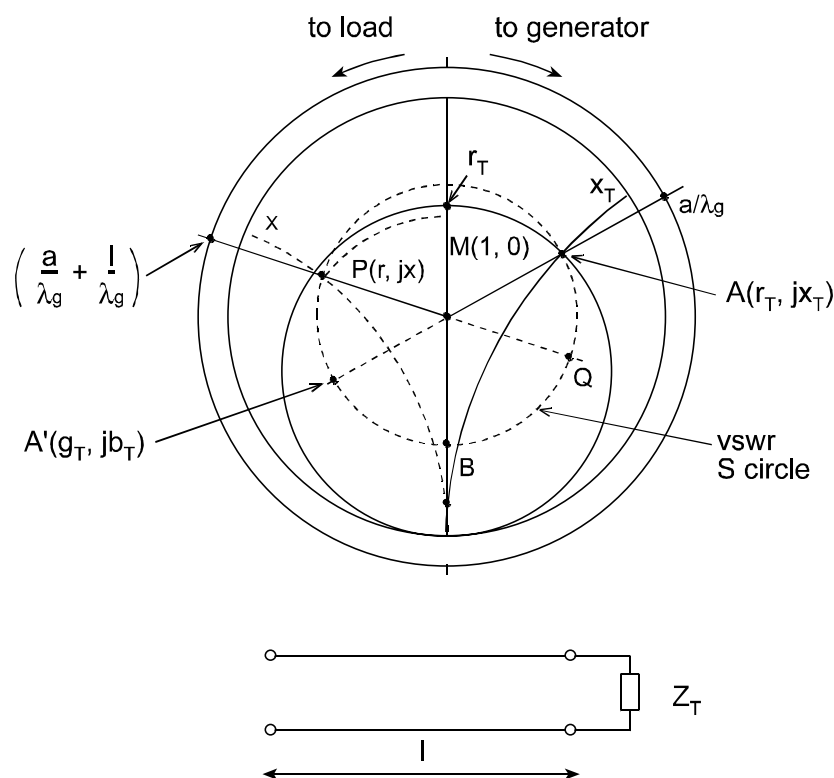 to load
to generator
r_T
x_T
x
a/λ_g
M(1, 0)
P(r, jx)
( a/λ_g + l/λ_g )
A(r_T, jx_T)
Q
A'(g_T, jb_T)
B
vswr
S circle
Z_T
l